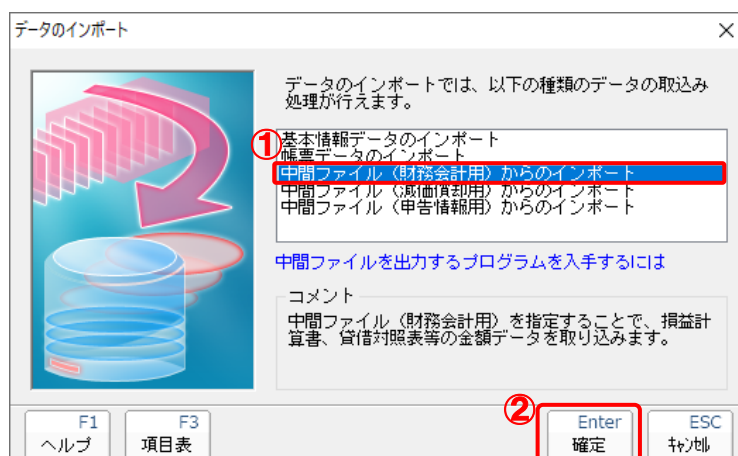 データのインポート
データのインポートでは、以下の種類のデータの取込み
処理が行えます。
①
基本情報データのインポート
帳票データのインポート
中間ファイル（財務会計用）からのインポート
中間ファイル（減価償却用）からのインポート
中間ファイル（申告情報用）からのインポート
中間ファイルを出力するプログラムを入手するには
コメント
中間ファイル（財務会計用）を指定することで、損益計
算書、貸借対照表等の金額データを取り込みます。
②
F1 F3 Enter ESC
ヘルプ 項目表 確定 ｷｬﾝｾﾙ